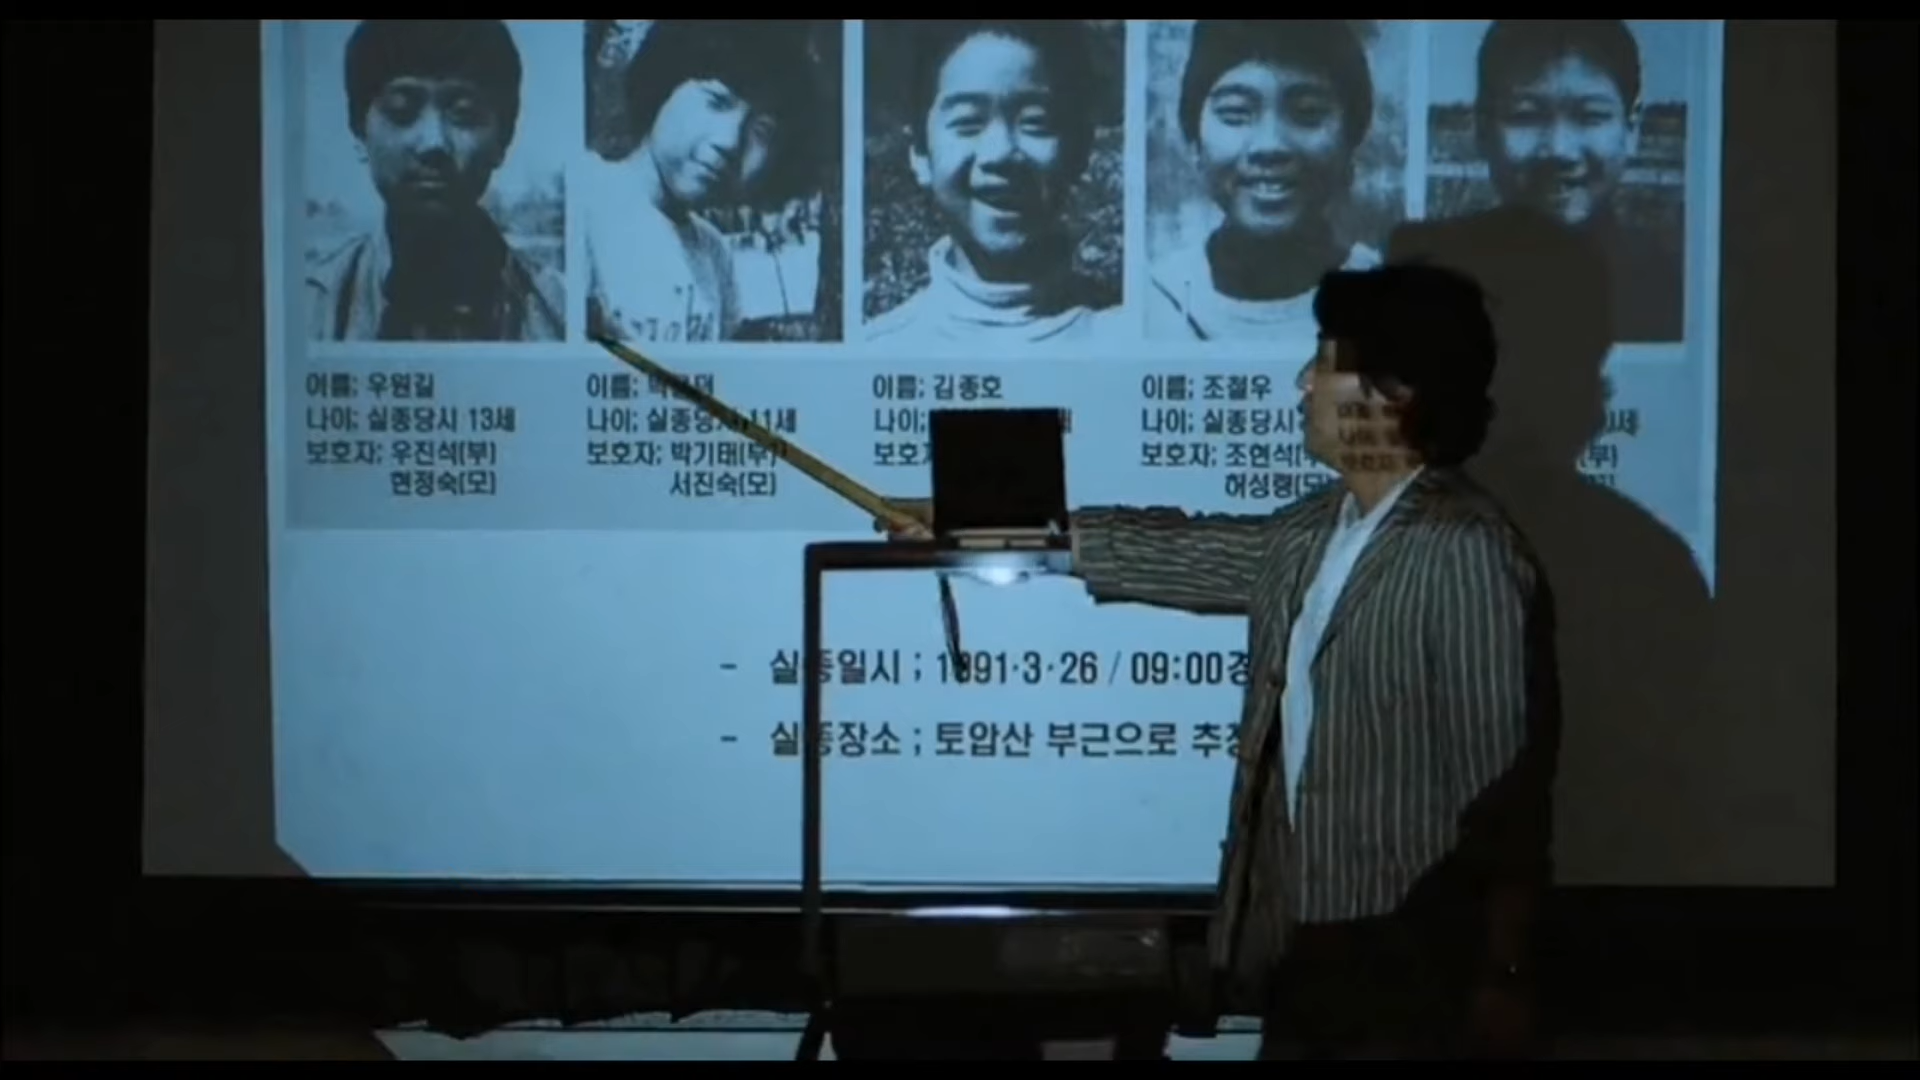 이름; 우원길
나이; 실종당시 13세
보호자; 우진석(부)
현정숙(모)
이름;
나이; 실종당시 11세
보호자; 박기태(부)
서진숙(모)
이름; 김종호
나이;
이름; 조철우
나이; 실종당시
보호자; 조현석(부
허성령(모
- 실종일시 ; 1991·3·26 / 09:00경
- 실종장소 ; 토압산 부근으로 추정